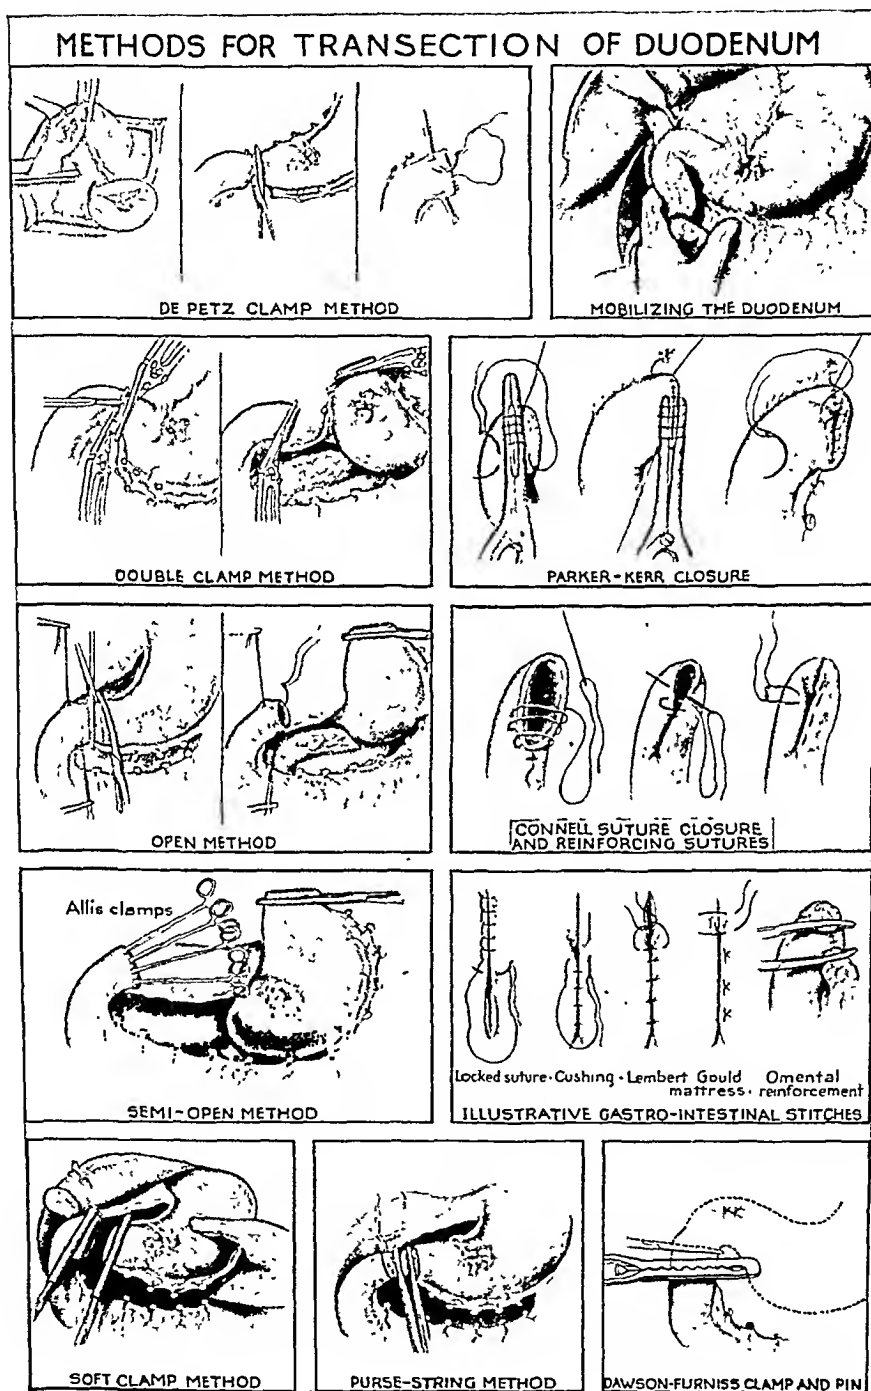 METHODS FOR TRANSECTION OF DUODENUM
DE PETZ CLAMP METHOD
MOBILIZING THE DUODENUM
DOUBLE CLAMP METHOD
PARKER-KERR CLOSURE
OPEN METHOD
CONNELL SUTURE CLOSURE
AND REINFORCING SUTURES
Allis clamps
SEMI-OPEN METHOD
Locked suture · Cushing · Lembert Gould Omental
mattress · reinforcement
ILLUSTRATIVE GASTRO-INTESTINAL STITCHES
SOFT CLAMP METHOD
PURSE-STRING METHOD
DAWSON-FURNISS CLAMP AND PIN